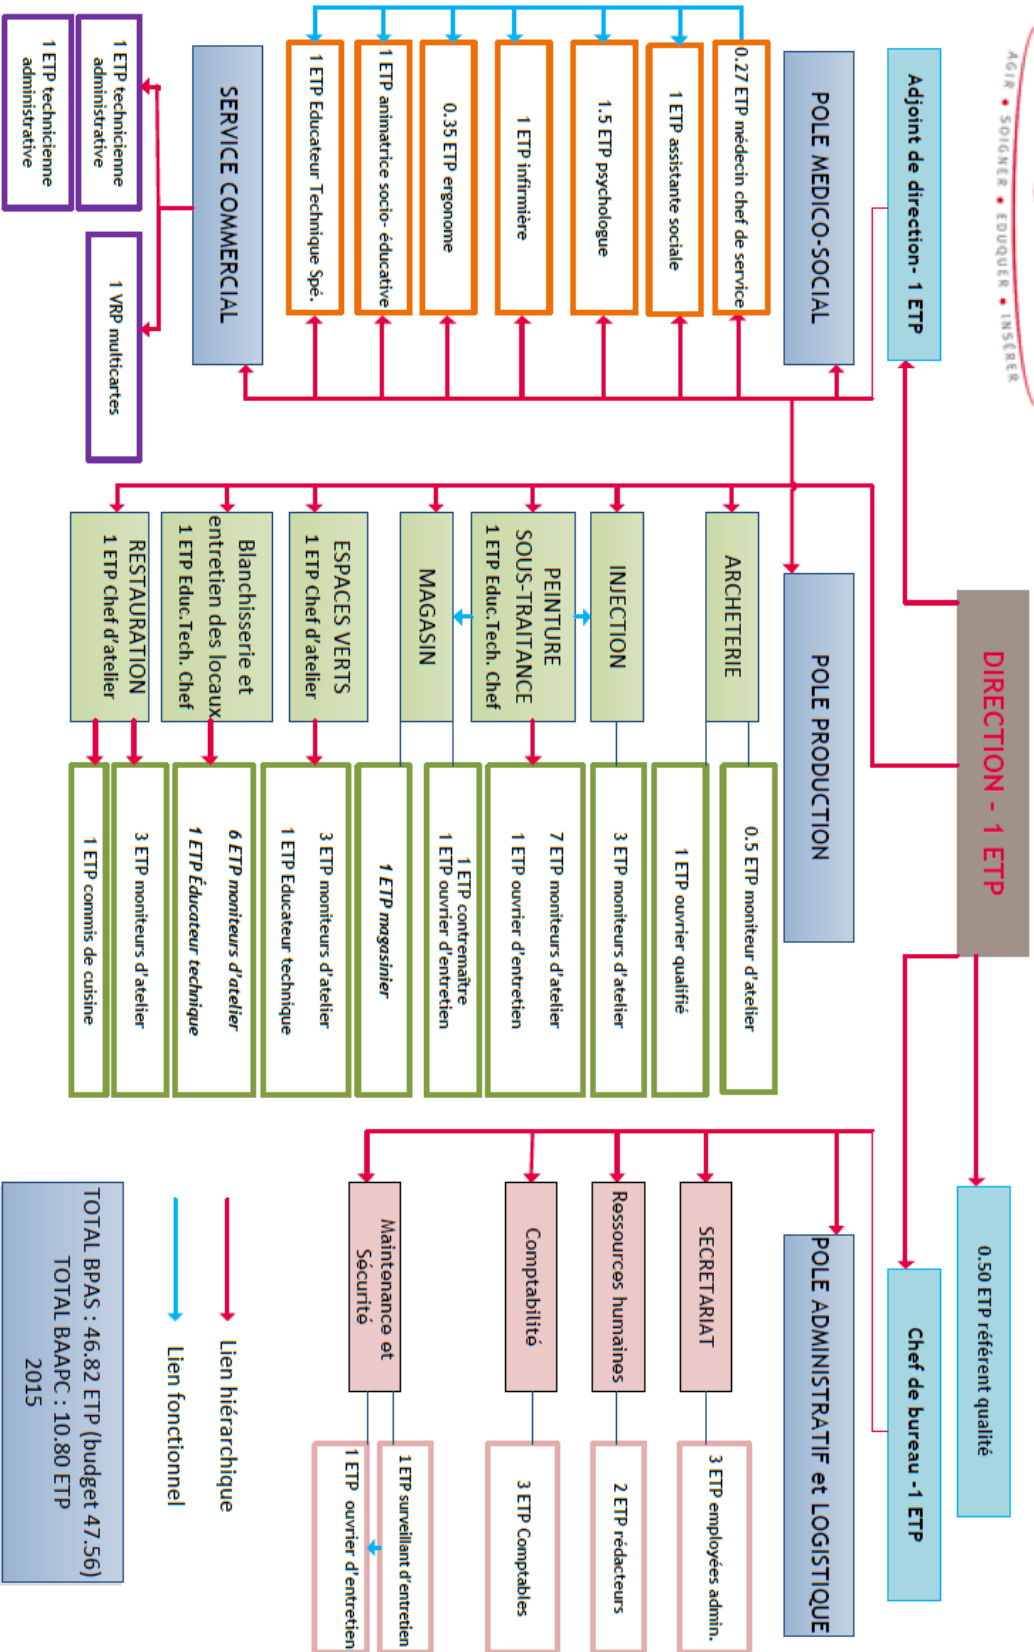 AGIR • SOIGNER • EDUQUER • INSÉRER
DIRECTION - 1 ETP
0.50 ETP référent qualité
Adjoint de direction- 1 ETP
Chef de bureau -1 ETP
POLE MEDICO-SOCIAL
POLE PRODUCTION
POLE ADMINISTRATIF et LOGISTIQUE
0.27 ETP médecin chef de service
1 ETP assistante sociale
1.5 ETP psychologue
1 ETP infirmière
0.35 ETP ergonome
1 ETP animatrice socio- éducative
1 ETP Educateur Technique Spé.
SERVICE COMMERCIAL
1 ETP technicienne
administrative
1 ETP technicienne
administrative
1 VRP multicartes
ARCHETERIE
0.5 ETP moniteur d'atelier
1 ETP ouvrier qualifié
INJECTION
3 ETP moniteurs d'atelier
PEINTURE
SOUS-TRAITANCE
1 ETP Educ.Tech. Chef
7 ETP moniteurs d'atelier
1 ETP ouvrier d'entretien
MAGASIN
1 ETP contremaître
1 ETP ouvrier d'entretien
1 ETP magasinier
ESPACES VERTS
1 ETP Chef d'atelier
3 ETP moniteurs d'atelier
1 ETP Educateur technique
Blanchisserie et
entretien des locaux
1 ETP Educ.Tech. Chef
6 ETP moniteurs d'atelier
1 ETP Éducateur technique
RESTAURATION
1 ETP Chef d'atelier
3 ETP moniteurs d'atelier
1 ETP commis de cuisine
SECRETARIAT
3 ETP employées admin.
Ressources humaines
2 ETP rédacteurs
Comptabilité
3 ETP Comptables
Maintenance et
Sécurité
1 ETP surveillant d'entretien
1 ETP ouvrier d'entretien
Lien hiérarchique
Lien fonctionnel
TOTAL BPAS : 46.82 ETP (budget 47.56)
TOTAL BAAPC : 10.80 ETP
2015